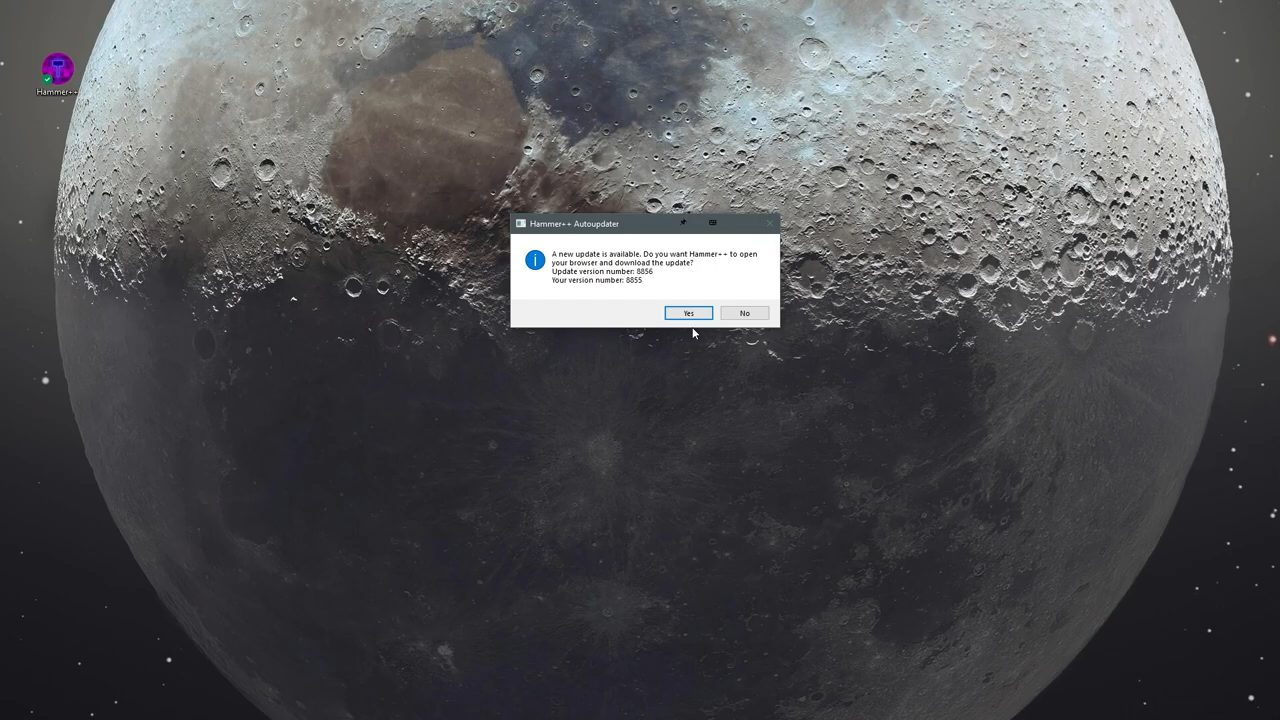 Hammer++
Hammer++ Autoupdater
A new update is available. Do you want Hammer++ to open
your browser and download the update?
Update version number: 8856
Your version number: 8855
Yes
No